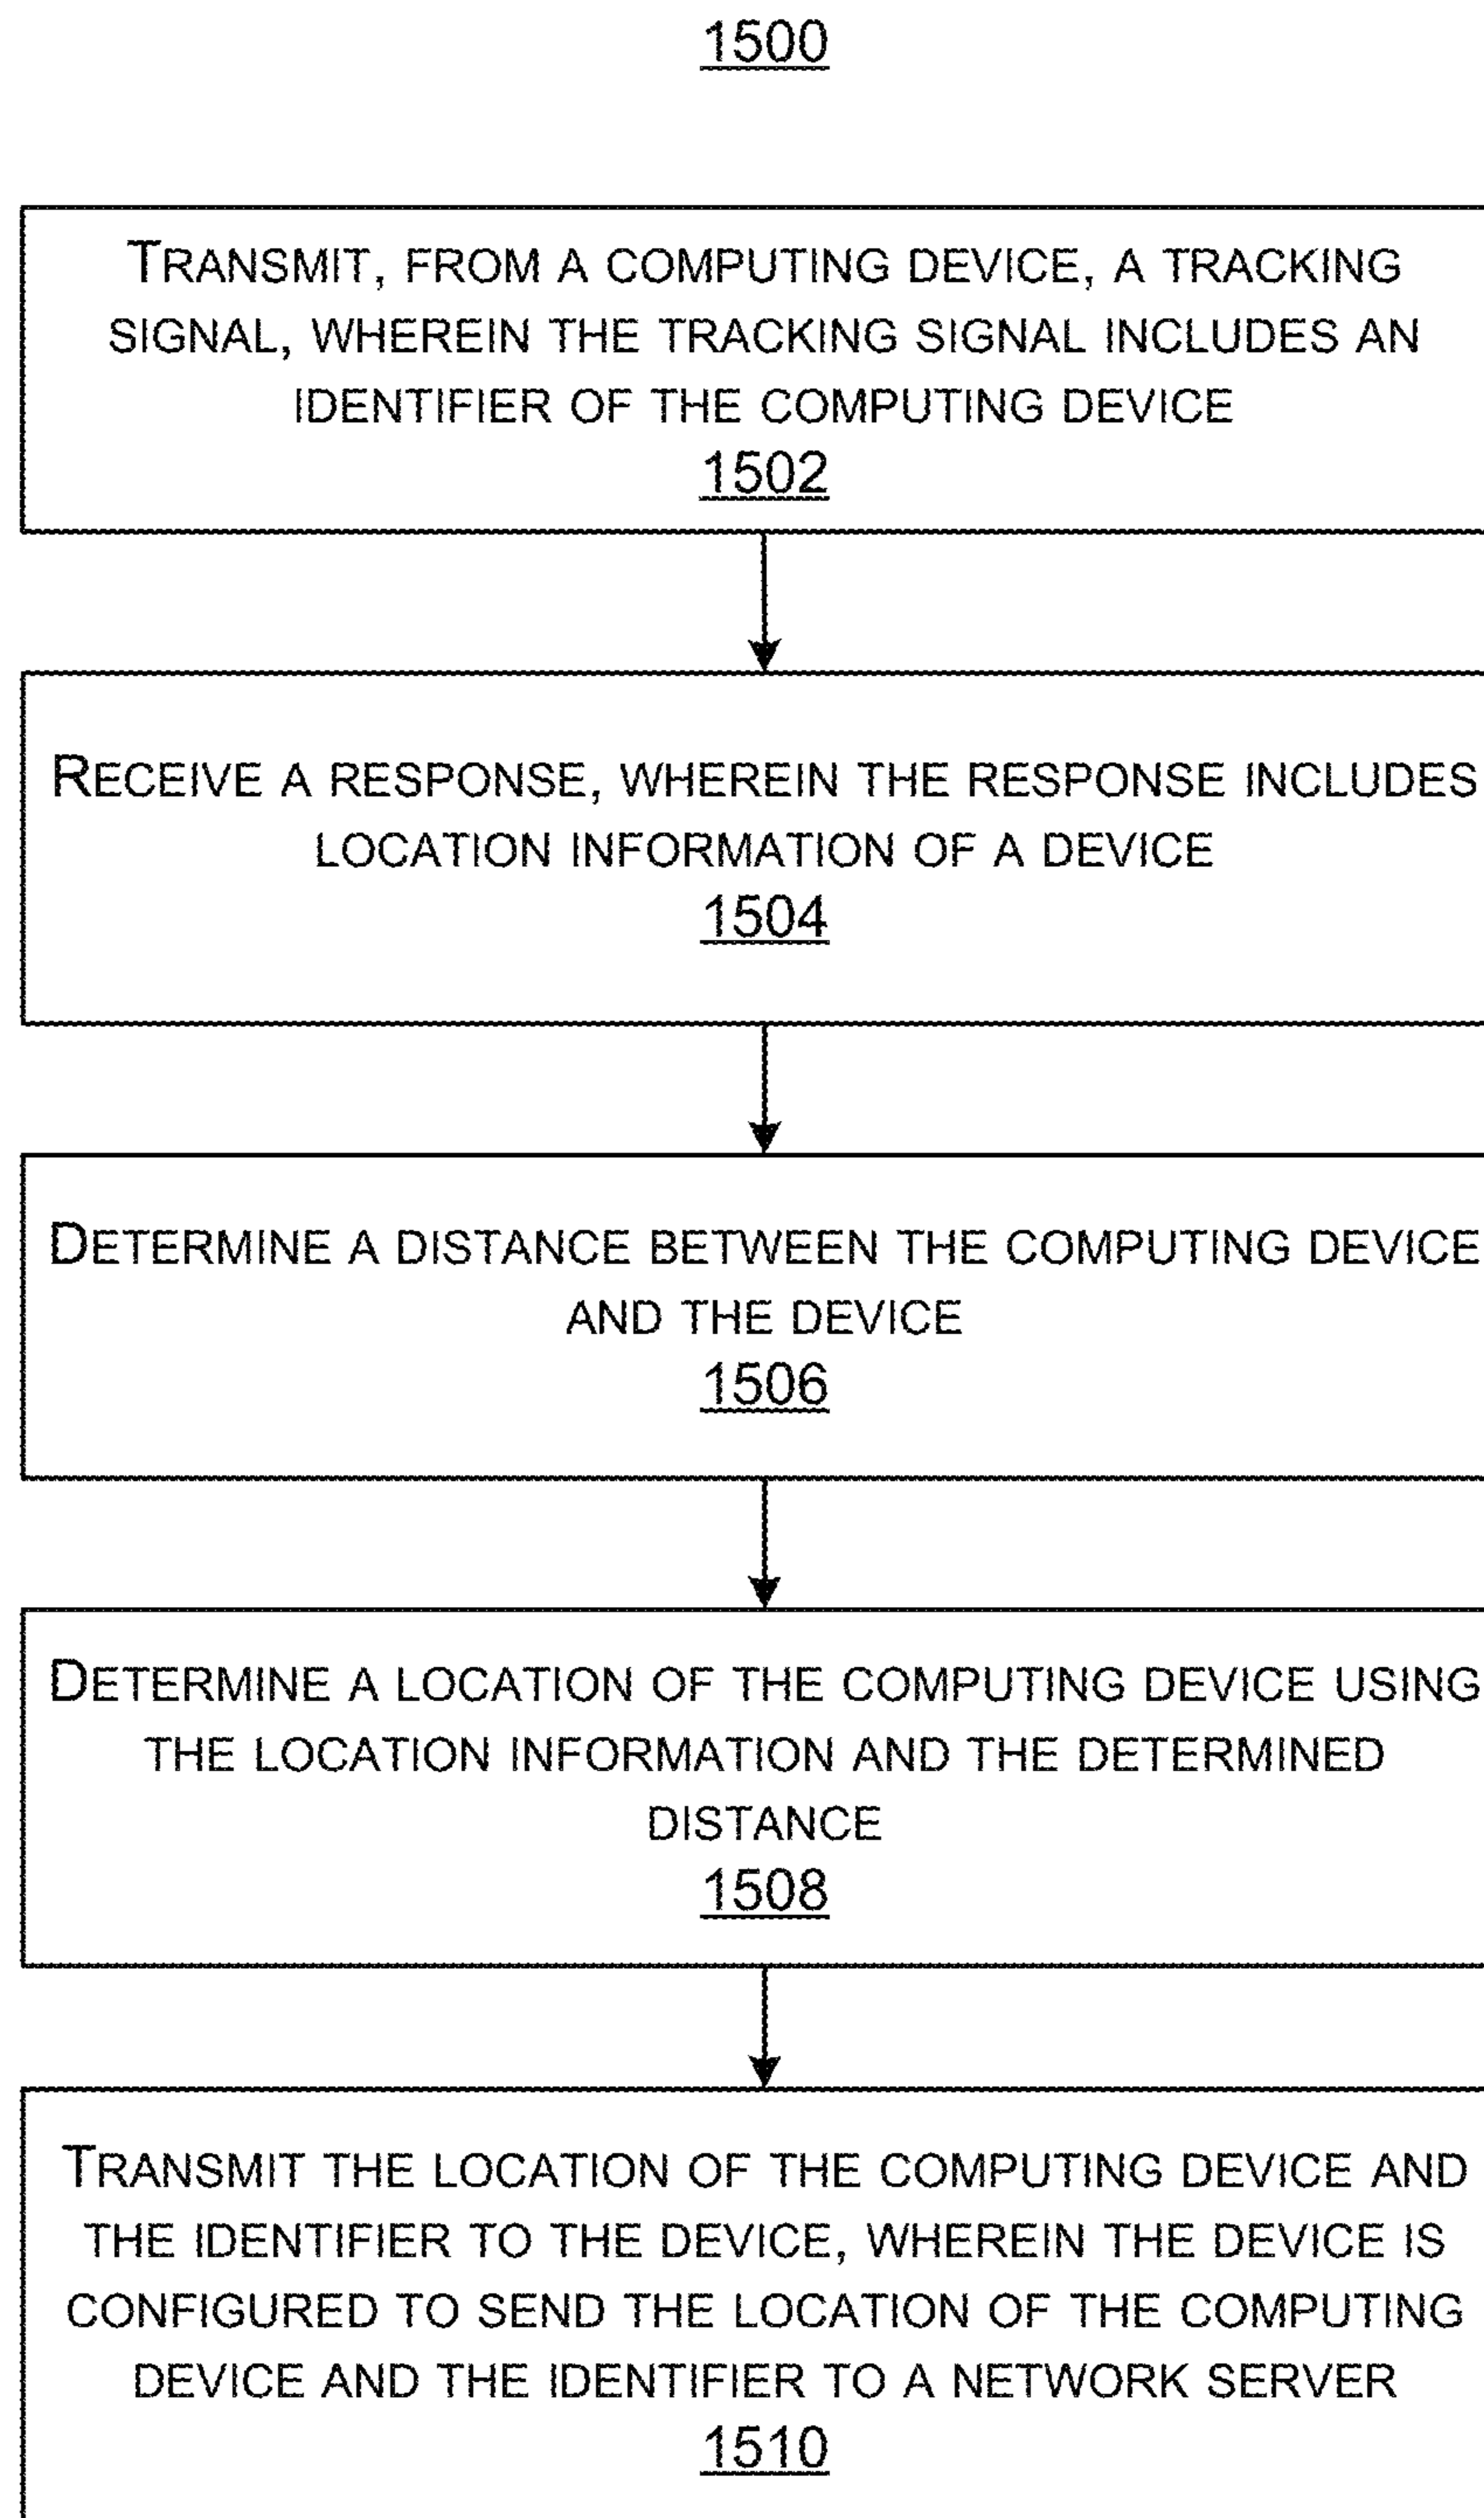 1500
TRANSMIT, FROM A COMPUTING DEVICE, A TRACKING
SIGNAL, WHEREIN THE TRACKING SIGNAL INCLUDES AN
IDENTIFIER OF THE COMPUTING DEVICE
1502
RECEIVE A RESPONSE, WHEREIN THE RESPONSE INCLUDES
LOCATION INFORMATION OF A DEVICE
1504
DETERMINE A DISTANCE BETWEEN THE COMPUTING DEVICE
AND THE DEVICE
1506
DETERMINE A LOCATION OF THE COMPUTING DEVICE USING
THE LOCATION INFORMATION AND THE DETERMINED
DISTANCE
1508
TRANSMIT THE LOCATION OF THE COMPUTING DEVICE AND
THE IDENTIFIER TO THE DEVICE, WHEREIN THE DEVICE IS
CONFIGURED TO SEND THE LOCATION OF THE COMPUTING
DEVICE AND THE IDENTIFIER TO A NETWORK SERVER
1510